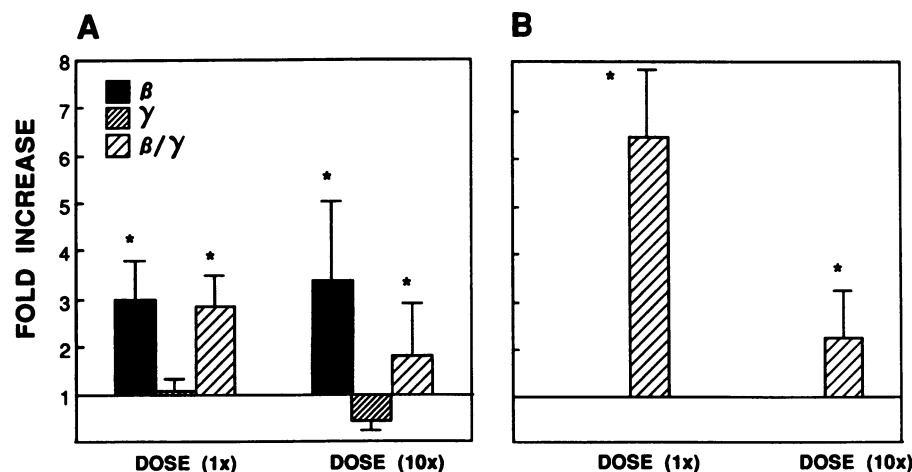 A
B
FOLD INCREASE
8
7
6
5
4
3
2
1
β
γ
β/γ
*
*
*
*
*
*
DOSE (1x)
DOSE (10x)
DOSE (1x)
DOSE (10x)